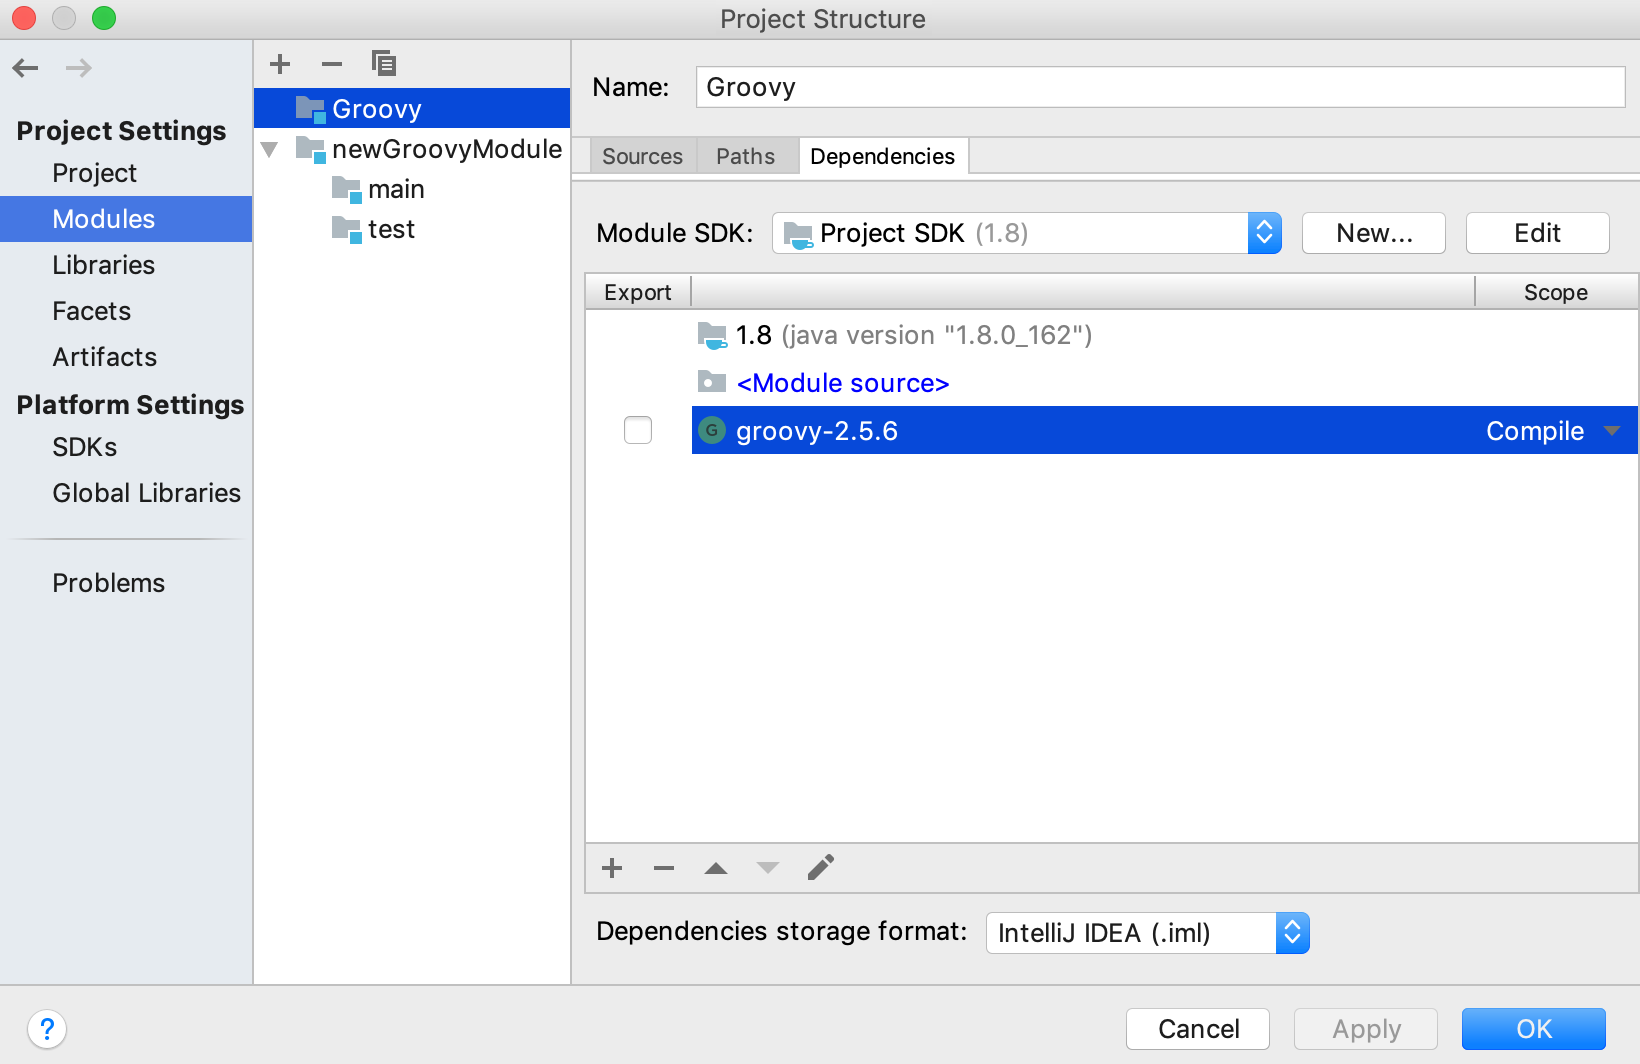 Project Structure
Project Settings
Project
Modules
Libraries
Facets
Artifacts
Platform Settings
SDKs
Global Libraries
Problems
Groovy
newGroovyModule
main
test
Name: Groovy
Sources Paths Dependencies
Module SDK: Project SDK (1.8) New... Edit
Export Scope
1.8 (java version "1.8.0_162")
<Module source>
G groovy-2.5.6 Compile
Dependencies storage format: IntelliJ IDEA (.iml)
? Cancel Apply OK